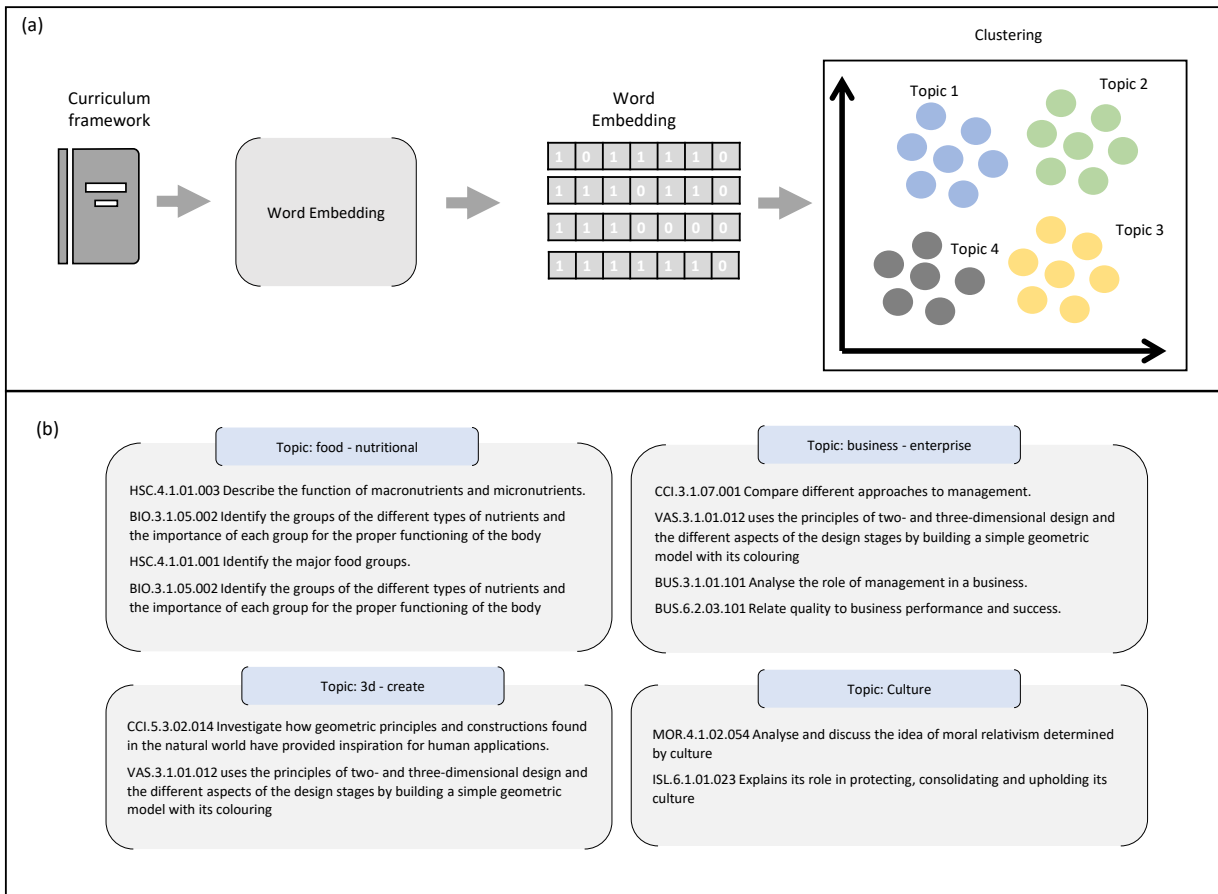 (a)
Clustering
Curriculum
framework
Word Embedding
Word
Embedding
1 0 1 1 1 1 0
1 1 1 0 1 1 0
1 1 1 0 0 0 0
1 1 1 1 1 1 0
Topic 1
Topic 2
Topic 4
Topic 3
(b)
Topic: food - nutritional
HSC.4.1.01.003 Describe the function of macronutrients and micronutrients.
BIO.3.1.05.002 Identify the groups of the different types of nutrients and
the importance of each group for the proper functioning of the body
HSC.4.1.01.001 Identify the major food groups.
BIO.3.1.05.002 Identify the groups of the different types of nutrients and
the importance of each group for the proper functioning of the body
Topic: business - enterprise
CCI.3.1.07.001 Compare different approaches to management.
VAS.3.1.01.012 uses the principles of two- and three-dimensional design and
the different aspects of the design stages by building a simple geometric
model with its colouring
BUS.3.1.01.101 Analyse the role of management in a business.
BUS.6.2.03.101 Relate quality to business performance and success.
Topic: 3d - create
CCI.5.3.02.014 Investigate how geometric principles and constructions found
in the natural world have provided inspiration for human applications.
VAS.3.1.01.012 uses the principles of two- and three-dimensional design and
the different aspects of the design stages by building a simple geometric
model with its colouring
Topic: Culture
MOR.4.1.02.054 Analyse and discuss the idea of moral relativism determined
by culture
ISL.6.1.01.023 Explains its role in protecting, consolidating and upholding its
culture